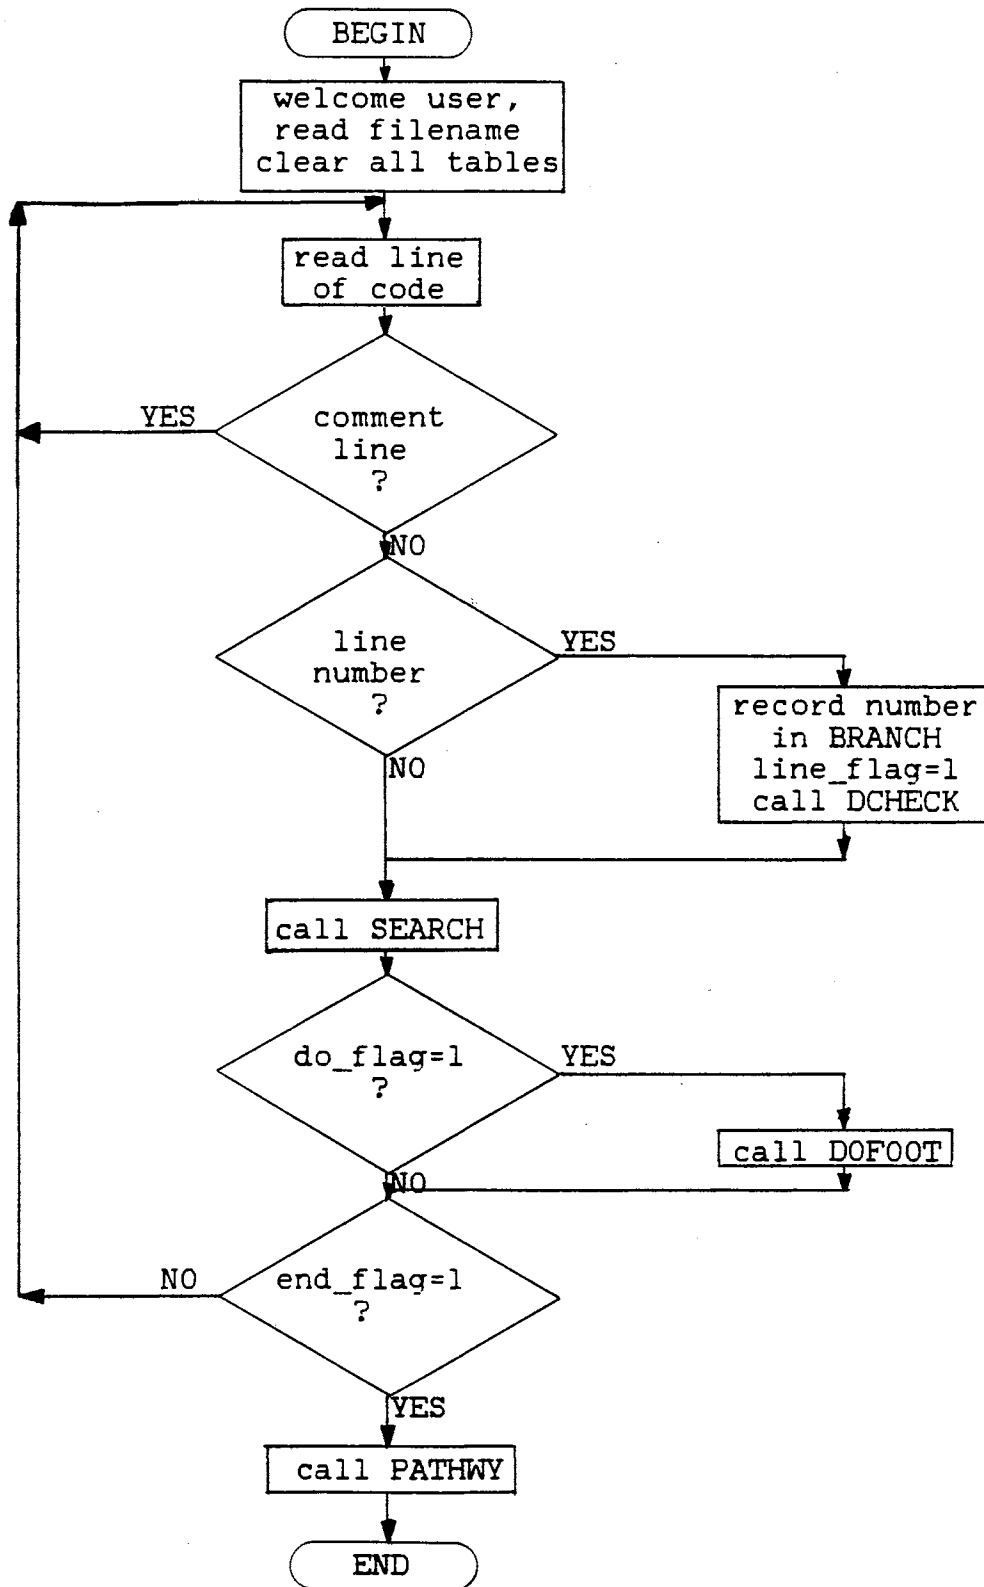 BEGIN
welcome user,
read filename
clear all tables
read line
of code
YES
comment
line
?
NO
line
number
?
YES
record number
in BRANCH
line_flag=1
call DCHECK
NO
call SEARCH
do_flag=1
?
YES
call DOFOOT
NO
NO
end_flag=1
?
YES
call PATHWY
END